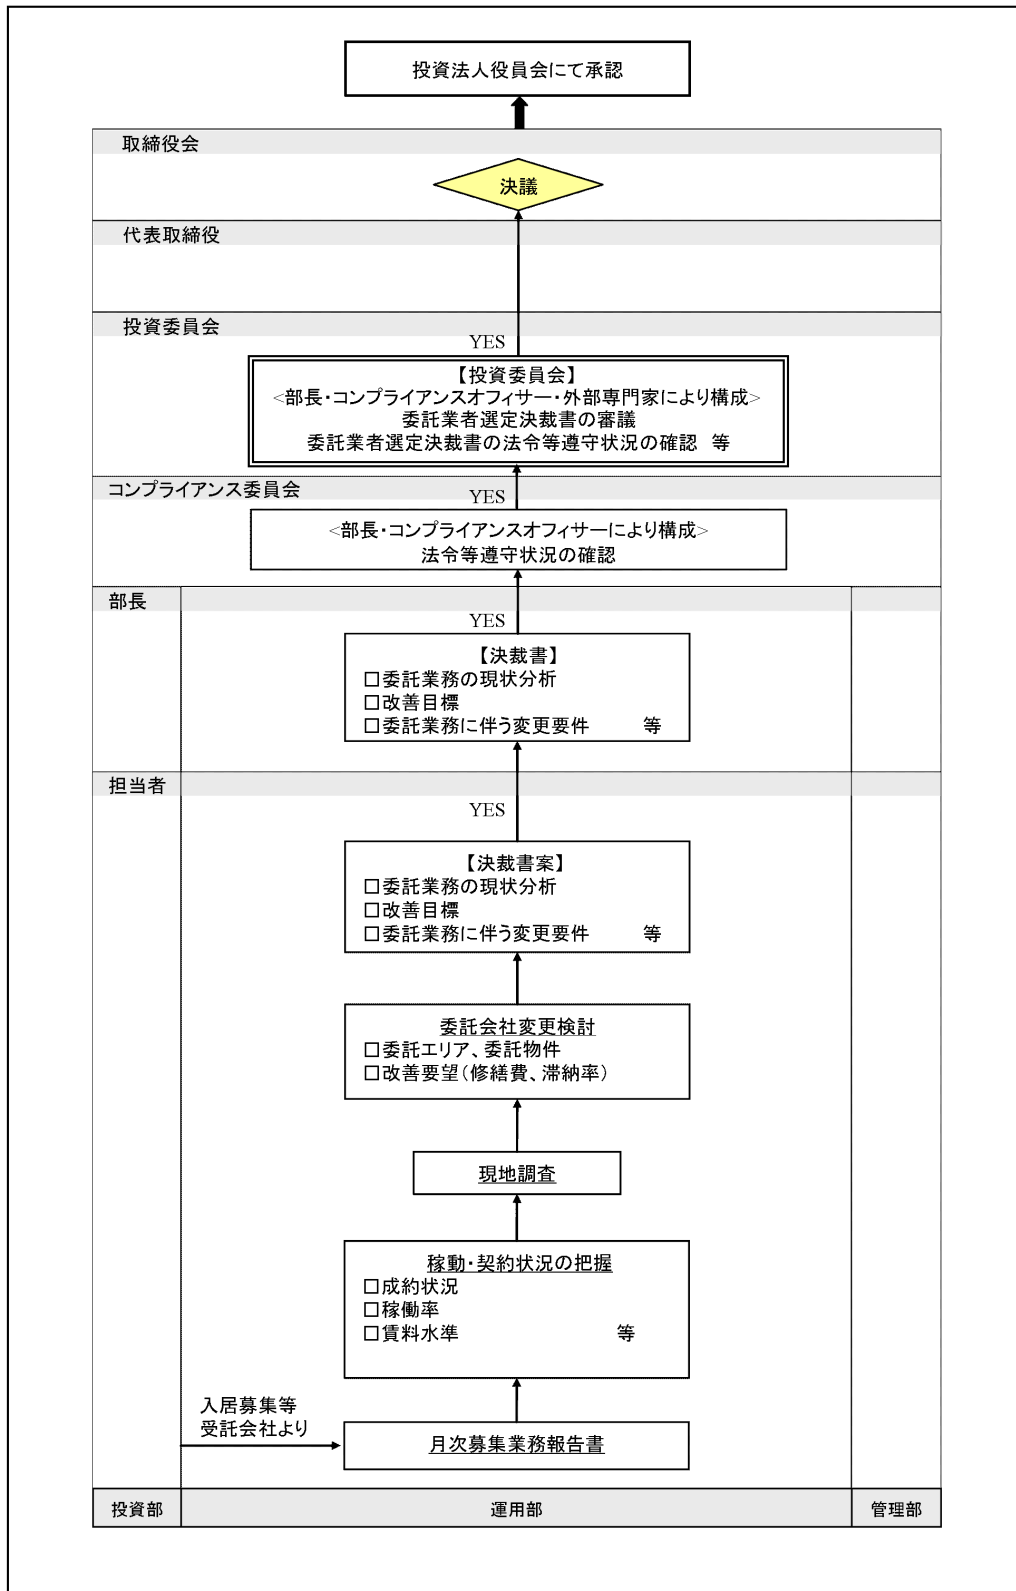 投資法人役員会にて承認
取締役会
決議
代表取締役
投資委員会
YES
【投資委員会】
<部長・コンプライアンスオフィサー・外部専門家により構成>
委託業者選定決裁書の審議
委託業者選定決裁書の法令等遵守状況の確認 等
コンプライアンス委員会
YES
<部長・コンプライアンスオフィサーにより構成>
法令等遵守状況の確認
部長
YES
【決裁書】
□委託業務の現状分析
□改善目標
□委託業務に伴う変更要件 等
担当者
YES
【決裁書案】
□委託業務の現状分析
□改善目標
□委託業務に伴う変更要件 等
委託会社変更検討
□委託エリア、委託物件
□改善要望(修繕費、滞納率)
現地調査
稼動・契約状況の把握
□成約状況
□稼働率
□賃料水準 等
入居募集等
受託会社より
月次募集業務報告書
投資部 運用部 管理部